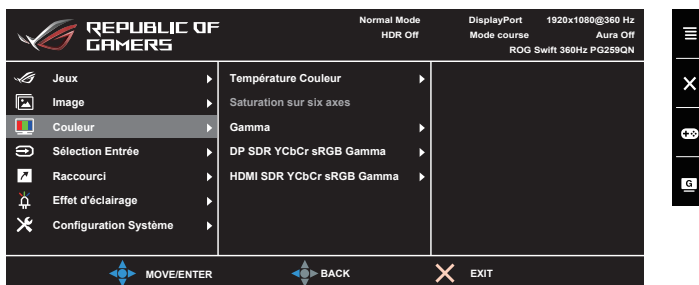 REPUBLIC OF
GAMERS
Normal Mode
HDR Off
DisplayPort 1920x1080@360 Hz
Mode course Aura Off
ROG Swift 360Hz PG259QN
Jeux
Image
Couleur
Sélection Entrée
Raccourci
Effet d'éclairage
Configuration Système
Température Couleur
Saturation sur six axes
Gamma
DP SDR YCbCr sRGB Gamma
HDMI SDR YCbCr sRGB Gamma
MOVE/ENTER
BACK
EXIT
G